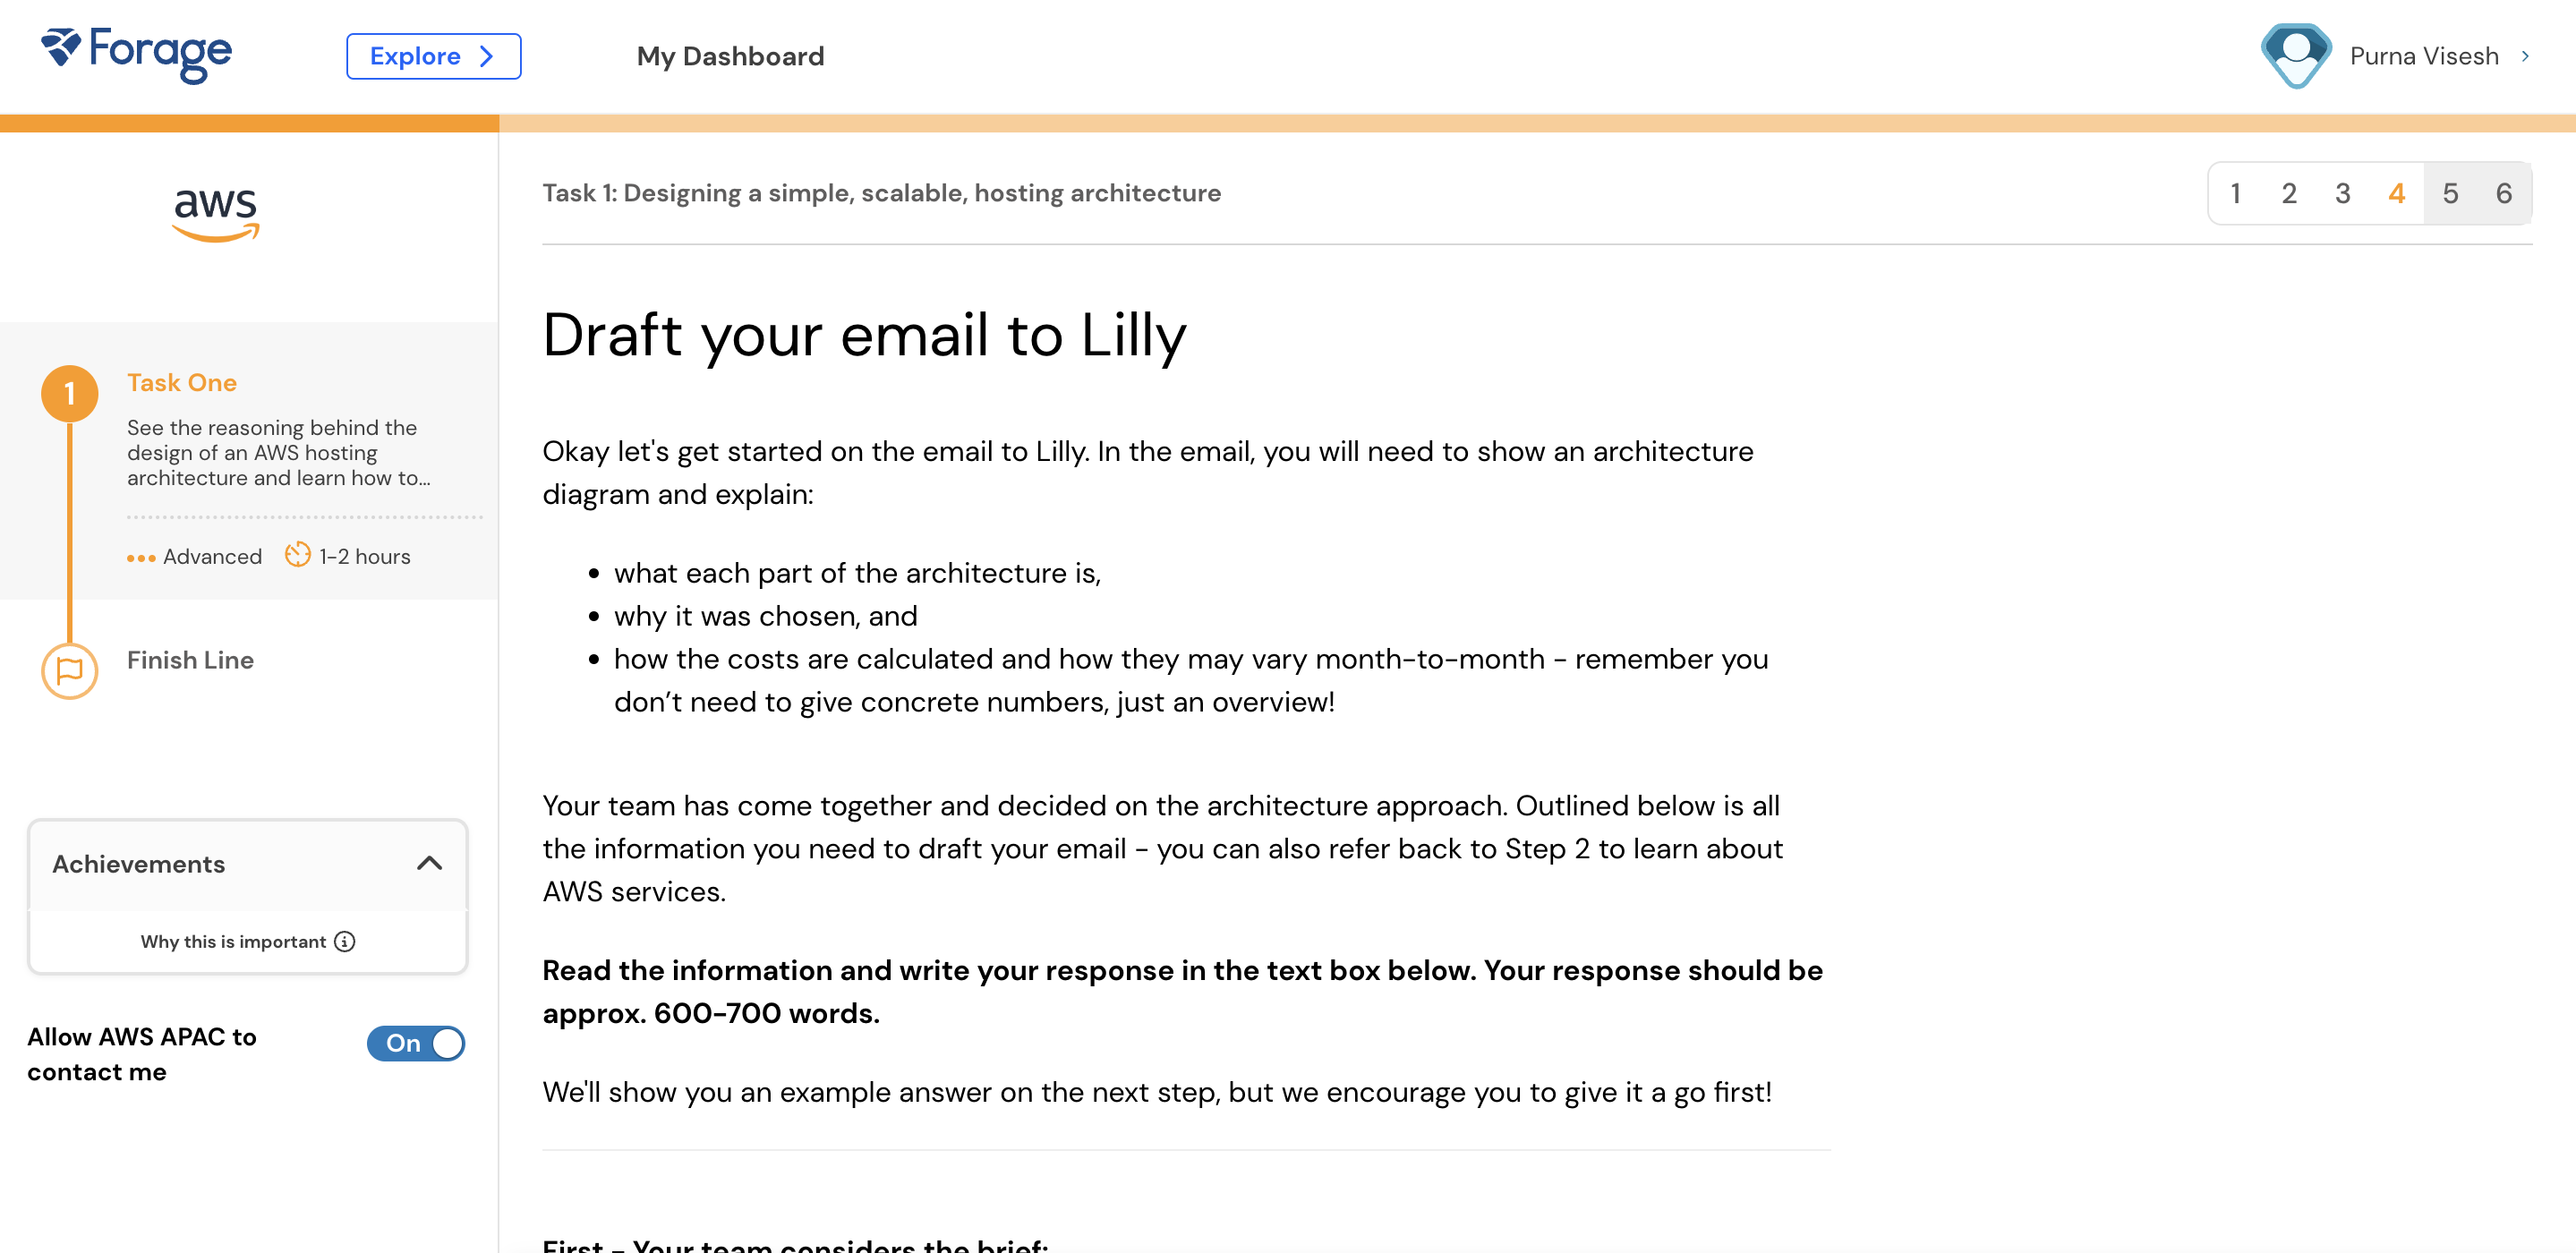 Forage
Explore
My Dashboard
Purna Visesh
aws
Task 1: Designing a simple, scalable, hosting architecture
1 2 3 4 5 6
1
Task One
See the reasoning behind the
design of an AWS hosting
architecture and learn how to...
Advanced
1-2 hours
Finish Line
Achievements
Why this is important
Allow AWS APAC to
contact me
On
Draft your email to Lilly
Okay let's get started on the email to Lilly. In the email, you will need to show an architecture
diagram and explain:
• what each part of the architecture is,
• why it was chosen, and
• how the costs are calculated and how they may vary month-to-month - remember you
don’t need to give concrete numbers, just an overview!
Your team has come together and decided on the architecture approach. Outlined below is all
the information you need to draft your email - you can also refer back to Step 2 to learn about
AWS services.
Read the information and write your response in the text box below. Your response should be
approx. 600-700 words.
We'll show you an example answer on the next step, but we encourage you to give it a go first!
First - Your team considers the brief: